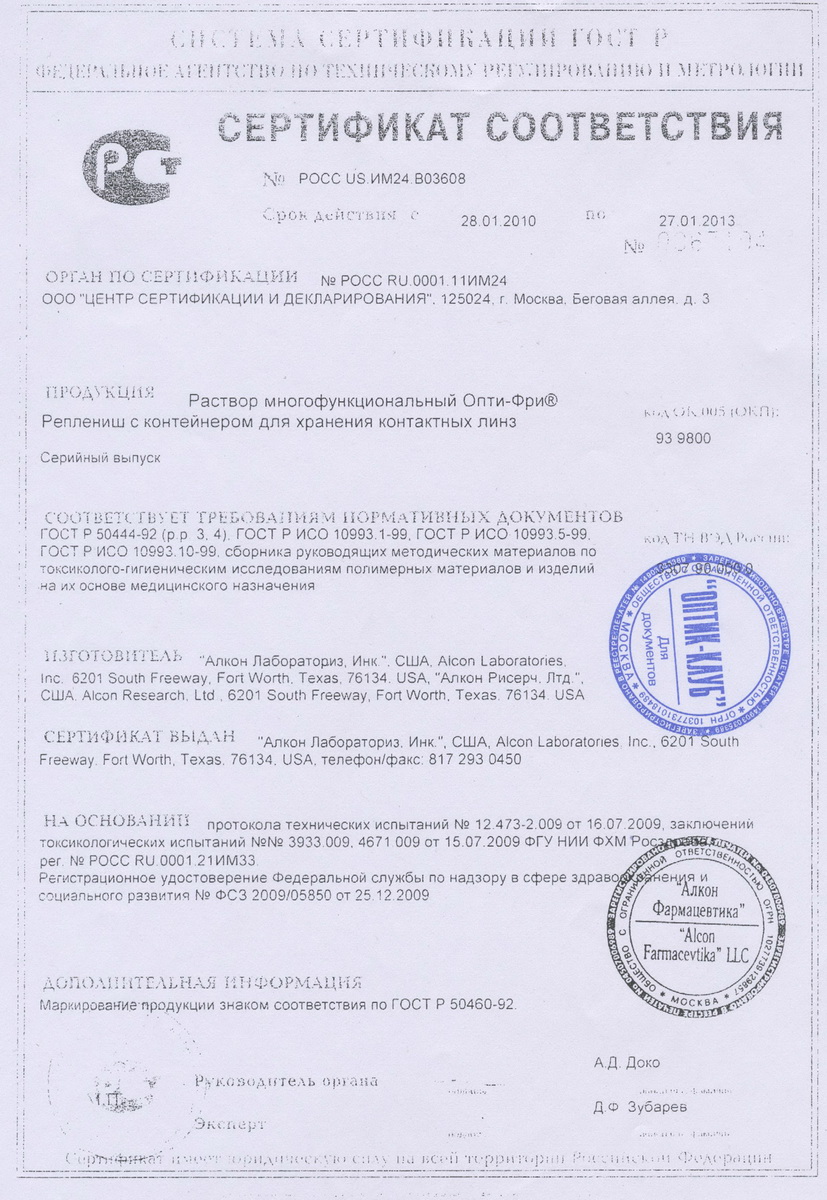 СИСТЕМА СЕРТИФИКАЦИИ ГОСТ Р
ФЕДЕРАЛЬНОЕ АГЕНТСТВО ПО ТЕХНИЧЕСКОМУ РЕГУЛИРОВАНИЮ И МЕТРОЛОГИИ
СЕРТИФИКАТ СООТВЕТСТВИЯ
РСТ
№ РОСС US.ИМ24.В03608
Срок действия с 28.01.2010 по 27.01.2013
№
ОРГАН ПО СЕРТИФИКАЦИИ № РОСС RU.0001.11ИМ24
ООО "ЦЕНТР СЕРТИФИКАЦИИ И ДЕКЛАРИРОВАНИЯ". 125024, г. Москва, Беговая аллея, д. 3
ПРОДУКЦИЯ Раствор многофункциональный Опти-Фри®
Реплениш с контейнером для хранения контактных линз
Серийный выпуск
код ОК 005 (ОКП):
93 9800
СООТВЕТСТВУЕТ ТРЕБОВАНИЯМ НОРМАТИВНЫХ ДОКУМЕНТОВ
ГОСТ Р 50444-92 (р.р. 3, 4), ГОСТ Р ИСО 10993.1-99, ГОСТ Р ИСО 10993.5-99,
ГОСТ Р ИСО 10993.10-99, сборника руководящих методических материалов по
токсиколого-гигиеническим исследованиям полимерных материалов и изделий
на их основе медицинского назначения
код ТН ВЭД России:
"ОПТИК-КЛУБ"
Для документов
ОБЩЕСТВО С ОГРАНИЧЕННОЙ ОТВЕТСТВЕННОСТЬЮ
МОСКВА
ИЗГОТОВИТЕЛЬ "Алкон Лабораториз, Инк.", США, Alcon Laboratories,
Inc. 6201 South Freeway, Fort Worth, Texas, 76134, USA, "Алкон Рисерч, Лтд.",
США, Alcon Research, Ltd., 6201 South Freeway, Fort Worth, Texas, 76134, USA
СЕРТИФИКАТ ВЫДАН "Алкон Лабораториз, Инк.", США, Alcon Laboratories, Inc., 6201 South
Freeway, Fort Worth, Texas, 76134, USA, телефон/факс: 817 293 0450
НА ОСНОВАНИИ протокола технических испытаний № 12.473-2.009 от 16.07.2009, заключений
токсикологических испытаний №№ 3933.009, 4671 009 от 15.07.2009 ФГУ НИИ ФХМ
рег. № РОСС RU.0001.21ИМ33.
Регистрационное удостоверение Федеральной службы по надзору в сфере здравоохранения и
социального развития № ФСЗ 2009/05850 от 25.12.2009
"Алкон
Фармацевтика"
"Alcon
Farmacevtika" LLC
ОБЩЕСТВО С ОГРАНИЧЕННОЙ ОТВЕТСТВЕННОСТЬЮ
МОСКВА
ДОПОЛНИТЕЛЬНАЯ ИНФОРМАЦИЯ
Маркирование продукции знаком соответствия по ГОСТ Р 50460-92.
М.П.
Руководитель органа А.Д. Доко
Эксперт Д.Ф Зубарев
Сертификат имеет юридическую силу на всей территории Российской Федерации